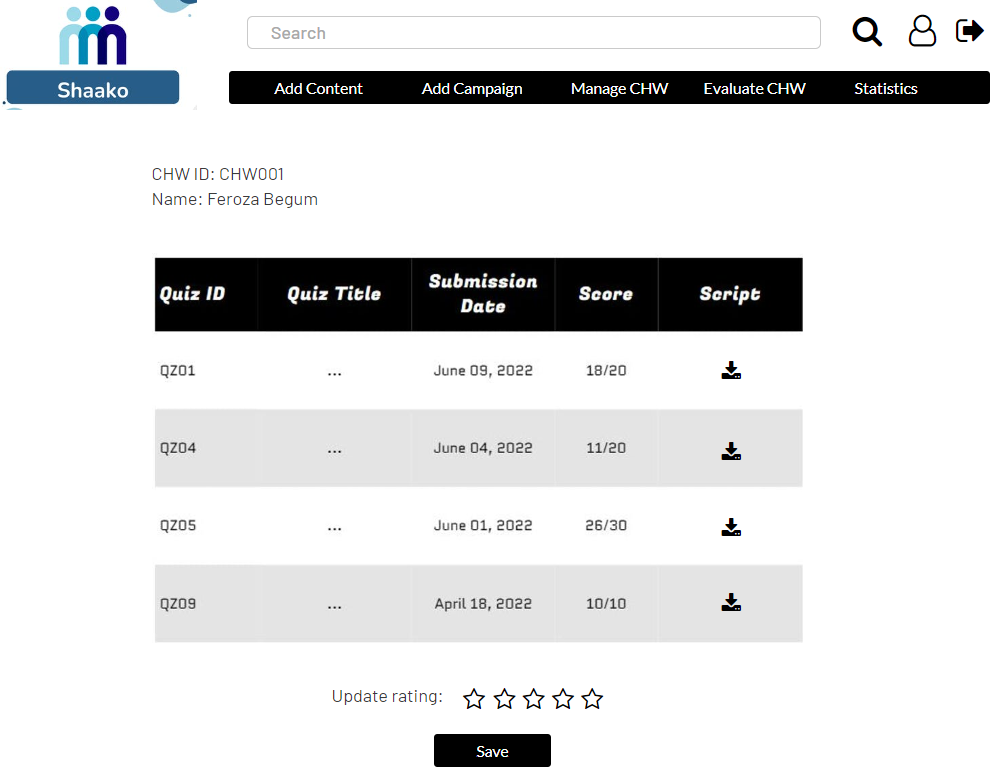 Shaako
Search
Add Content Add Campaign Manage CHW Evaluate CHW Statistics
CHW ID: CHW001
Name: Feroza Begum
Quiz ID Quiz Title Submission Date Score Script
QZ01 ... June 09, 2022 18/20
QZ04 ... June 04, 2022 11/20
QZ05 ... June 01, 2022 26/30
QZ09 ... April 18, 2022 10/10
Update rating:
Save